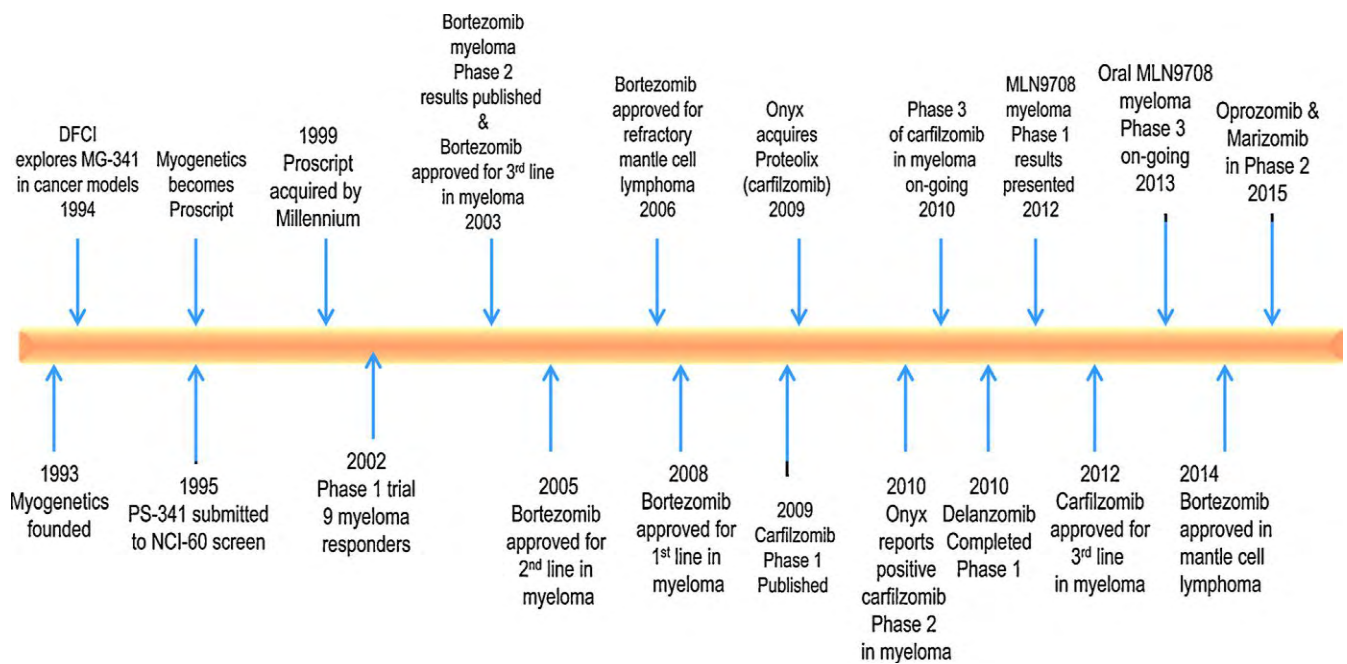 DFCI
explores MG-341
in cancer models
1994
Myogenetics
becomes
Proscript
1999
Proscript
acquired by
Millennium
Bortezomib
myeloma
Phase 2
results published
&
Bortezomib
approved for 3rd line
in myeloma
2003
Bortezomib
approved for
refractory
mantle cell
lymphoma
2006
Onyx
acquires
Proteolix
(carfilzomib)
2009
Phase 3
of carfilzomib
in myeloma
on-going
2010
MLN9708
myeloma
Phase 1
results
presented
2012
Oral MLN9708
myeloma
Phase 3
on-going
2013
Oprozomib &
Marizomib
in Phase 2
2015
1993
Myogenetics
founded
1995
PS-341 submitted
to NCI-60 screen
2002
Phase 1 trial
9 myeloma
responders
2005
Bortezomib
approved for
2nd line in
myeloma
2008
Bortezomib
approved for
1st line in
myeloma
2009
Carfilzomib
Phase 1
Published
2010
Onyx
reports
positive
carfilzomib
Phase 2
in myeloma
2010
Delanzomib
Completed
Phase 1
2012
Carfilzomib
approved for
3rd line
in myeloma
2014
Bortezomib
approved in
mantle cell
lymphoma